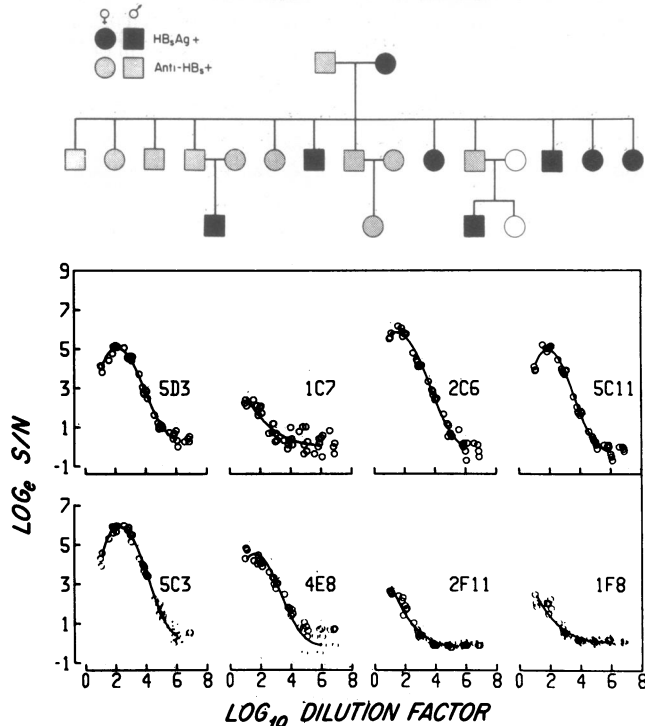 ♀ ♂
HBsAg+
Anti-HBs+
9
7
5
3
1
-1
5D3
1C7
2C6
5C11
9
7
5
3
1
-1
5C3
4E8
2F11
1F8
0 2 4 6 8 0 2 4 6 8 0 2 4 6 8 0 2 4 6 8
LOGe S/N
LOG10 DILUTION FACTOR